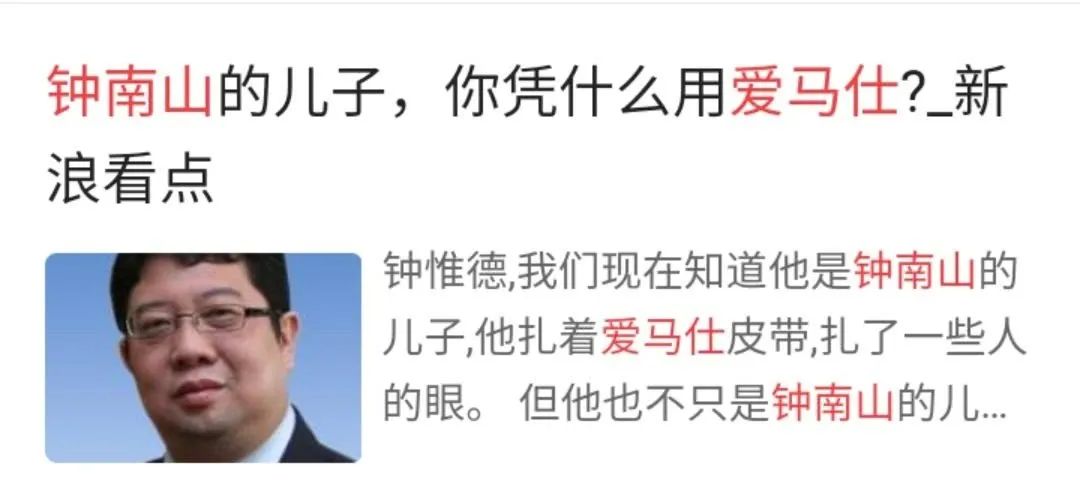 钟南山的儿子，你凭什么用爱马仕?_新
浪看点
钟惟德,我们现在知道他是钟南山的
儿子,他扎着爱马仕皮带,扎了一些人
的眼。 但他也不只是钟南山的儿...